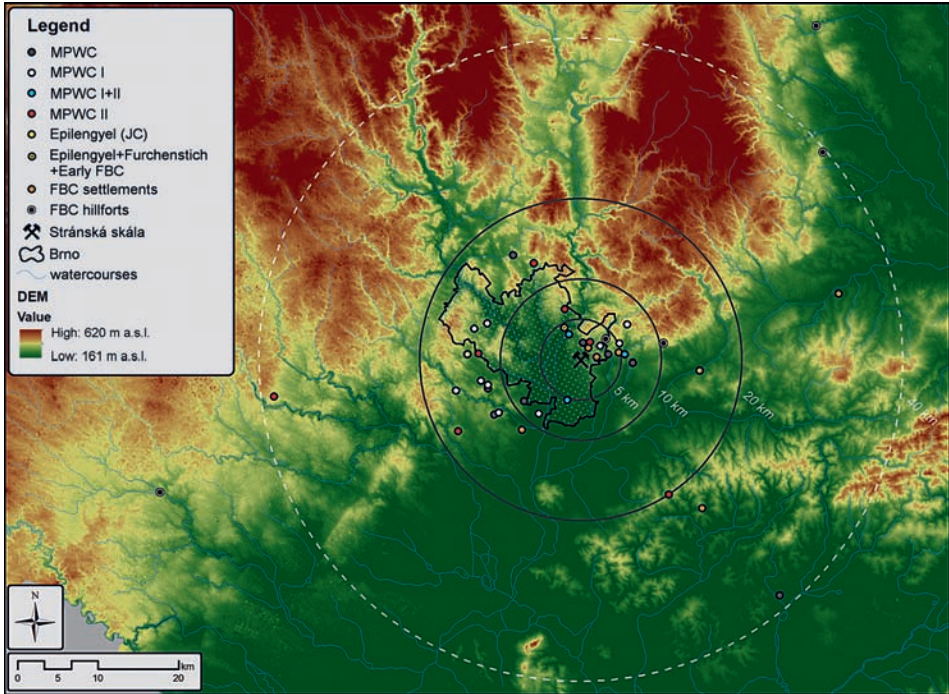 Legend
MPWC
MPWC I
MPWC I+II
MPWC II
Epilengyel (JC)
Epilengyel+Furchenstich
+Early FBC
FBC settlements
FBC hillforts
Stránská skála
Brno
watercourses
DEM
Value
High: 620 m a.s.l.
Low: 161 m a.s.l.
5 km
10 km
20 km
40 km
N
km
0 5 10 20